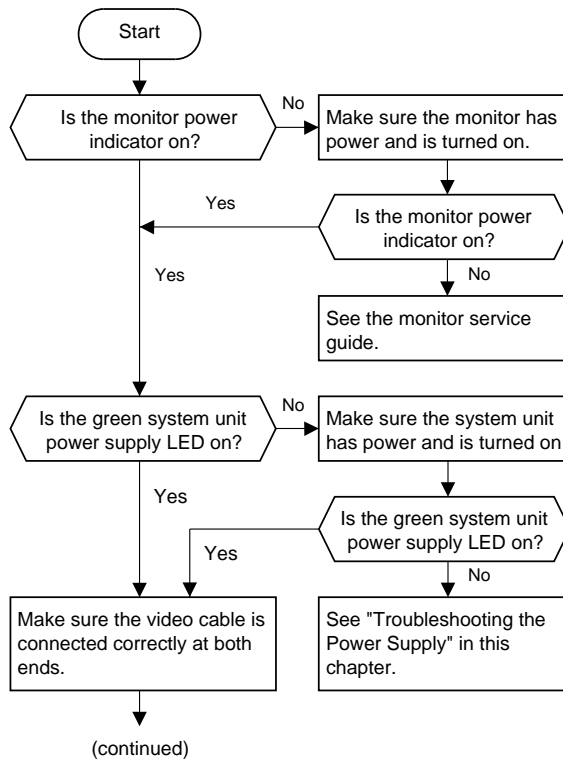 Start
Is the monitor power
indicator on?
No
Make sure the monitor has
power and is turned on.
Yes
Is the monitor power
indicator on?
Yes
No
See the monitor service
guide.
Is the green system unit
power supply LED on?
No
Make sure the system unit
has power and is turned on
Yes
Is the green system unit
power supply LED on?
Yes
No
Make sure the video cable is
connected correctly at both
ends.
See "Troubleshooting the
Power Supply" in this
chapter.
(continued)